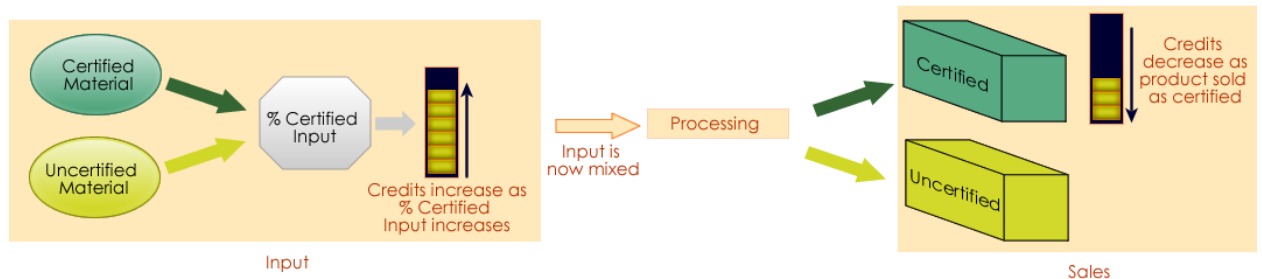 Certified
Material
Uncertified
Material
% Certified
Input
Credits increase as
% Certified
Input increases
Input
Input is
now mixed
Processing
Certified
Uncertified
Credits
decrease as
product sold
as certified
Sales